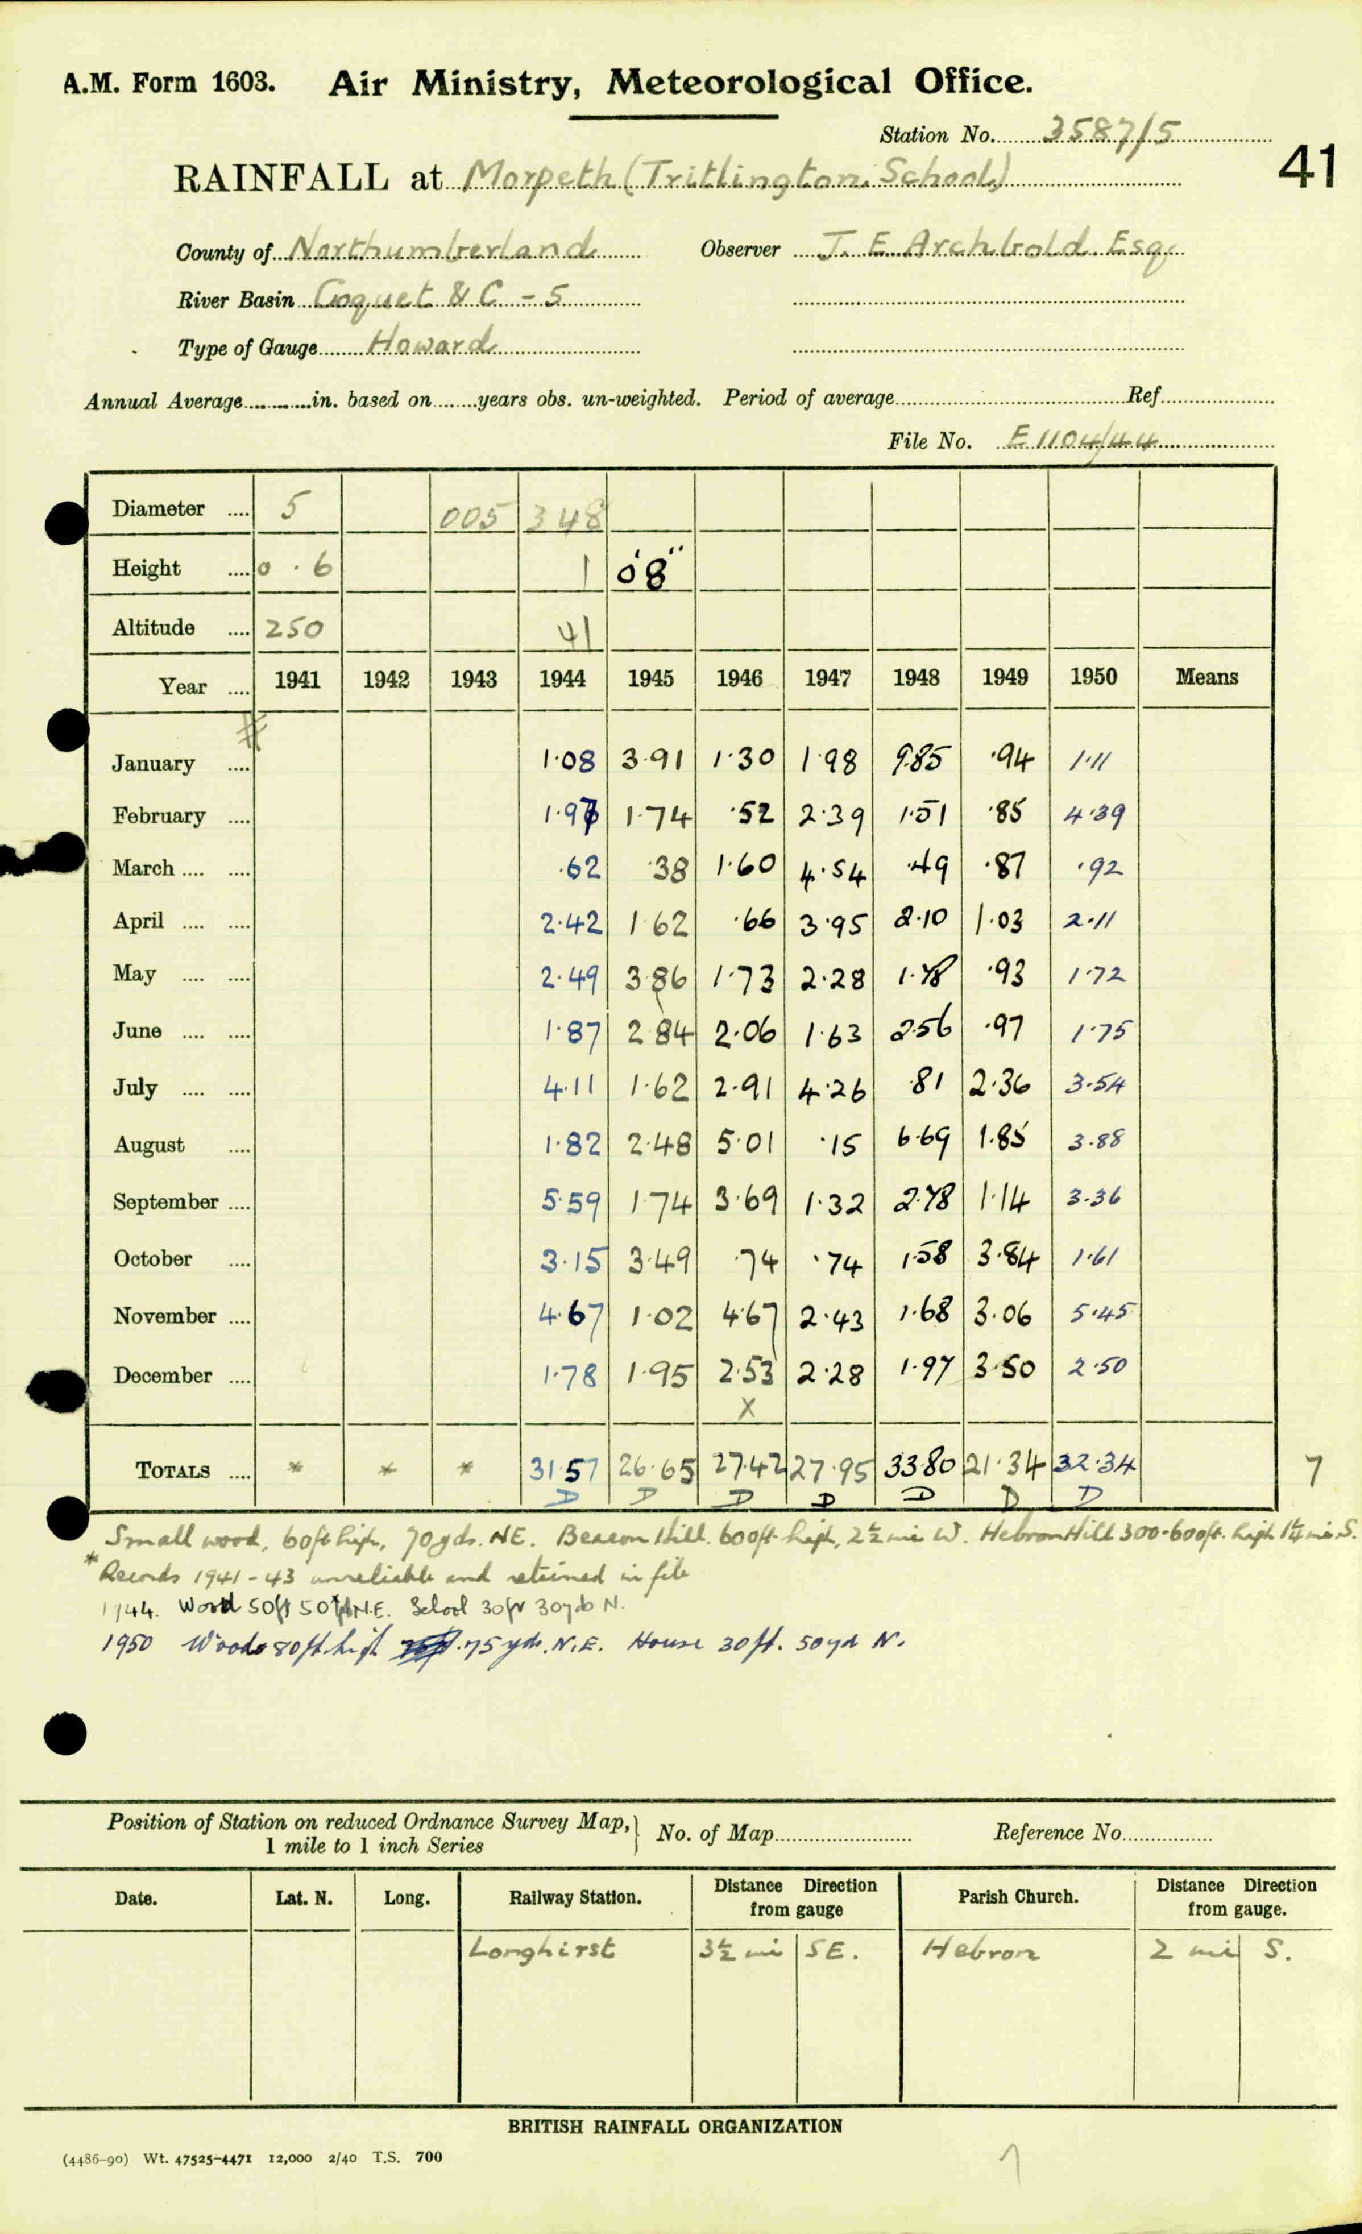 A.M. Form 1603. Air Ministry, Meteorological Office.
Station No. 3587/5
41
RAINFALL at Morpeth (Tritlington School)
County of Northumberland Observer J. E. Archbold Esq.
River Basin Coquet & C - 5
Type of Gauge Howard
Annual Average in. based on years obs. un-weighted. Period of average Ref.
File No. E 1104/44
Diameter .... 5 005 348
Height .... 0 . 6 1 0'8"
Altitude .... 250 41
Year .... 1941 1942 1943 1944 1945 1946 1947 1948 1949 1950 Means
January .... 1.08 3.91 1.30 1.98 9.85 .94 1.11
February .... 1.97 1.74 .52 2.39 1.51 .85 4.39
March .... .... .62 .38 1.60 4.54 .49 .87 .92
April .... .... 2.42 1.62 .66 3.95 2.10 1.03 2.11
May .... .... 2.49 3.86 1.73 2.28 1.78 .93 1.72
June .... .... 1.87 2.84 2.06 1.63 2.56 .97 1.75
July .... .... 4.11 1.62 2.91 4.26 .81 2.36 3.54
August .... 1.82 2.48 5.01 .15 6.69 1.85 3.88
September .... 5.59 1.74 3.69 1.32 2.78 1.14 3.36
October .... 3.15 3.49 .74 .74 1.58 3.84 1.61
November .... 4.67 1.02 4.67 2.43 1.68 3.06 5.45
December .... 1.78 1.95 2.53 2.28 1.97 3.50 2.50
X
TOTALS .... * * * 31.57 26.65 27.42 27.95 33.80 21.34 32.34 7
D D D D D D D
Small wood, 60ft high, 70yds. NE. Beacon Hill. 600ft high, 2½ mi W. Hebron Hill 300-600ft. high 1¼ mi. S.
* Records 1941-43 unreliable and retained in file
1944. Wood 50ft 50yd N.E. School 30ft 30yds N.
1950 Woods 80ft. high 75 yds. N.E. House 30ft. 50yd N.
Position of Station on reduced Ordnance Survey Map,} No. of Map Reference No.
1 mile to 1 inch Series
Date. Lat. N. Long. Railway Station. Distance Direction from gauge Parish Church. Distance Direction from gauge.
Longhirst 3½ mi SE. Hebron 2 mi S.
BRITISH RAINFALL ORGANIZATION
(4486-90) Wt. 47525-4471 12,000 2/40 T.S. 700